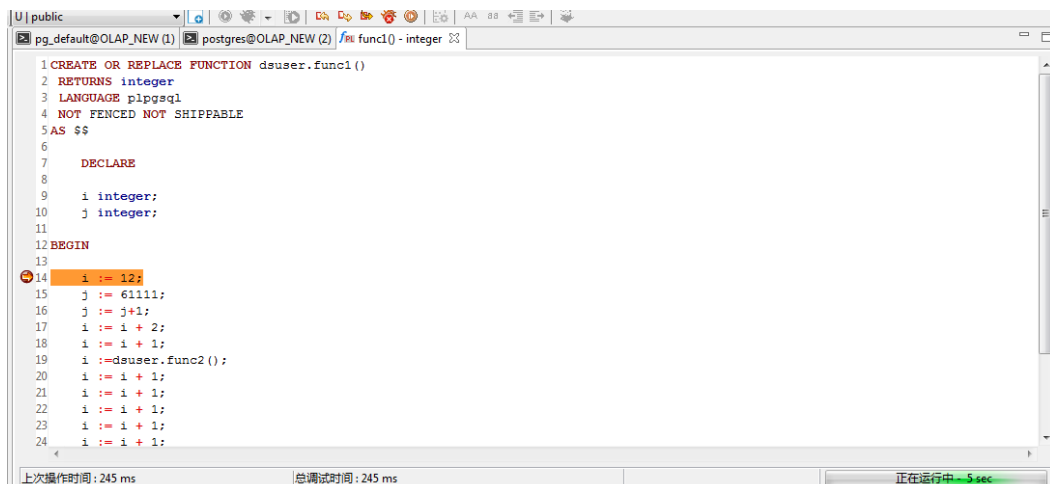 U| public
AA aa
pg_default@OLAP_NEW (1) postgres@OLAP_NEW (2) func1() - integer
1 CREATE OR REPLACE FUNCTION dsuser.func1()
2 RETURNS integer
3 LANGUAGE plpgsql
4 NOT FENCED NOT SHIPPABLE
5 AS $$
6
7 DECLARE
8
9 i integer;
10 j integer;
11
12 BEGIN
13
14 i := 12;
15 j := 61111;
16 j := j+1;
17 i := i + 2;
18 i := i + 1;
19 i :=dsuser.func2();
20 i := i + 1;
21 i := i + 1;
22 i := i + 1;
23 i := i + 1;
24 i := i + 1;
上次操作时间 : 245 ms 总调试时间 : 245 ms 正在运行中 - 5 sec